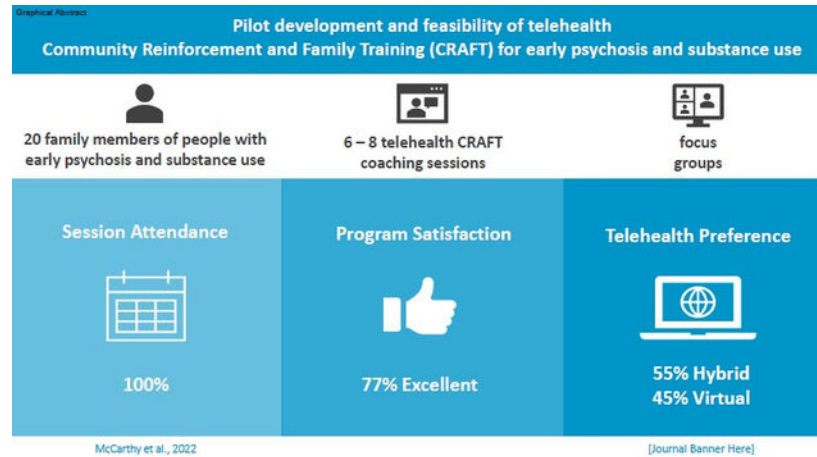 Graphical Abstract
Pilot development and feasibility of telehealth
Community Reinforcement and Family Training (CRAFT) for early psychosis and substance use
20 family members of people with
early psychosis and substance use
6 – 8 telehealth CRAFT
coaching sessions
focus
groups
Session Attendance
100%
Program Satisfaction
77% Excellent
Telehealth Preference
55% Hybrid
45% Virtual
McCarthy et al., 2022
[Journal Banner Here]